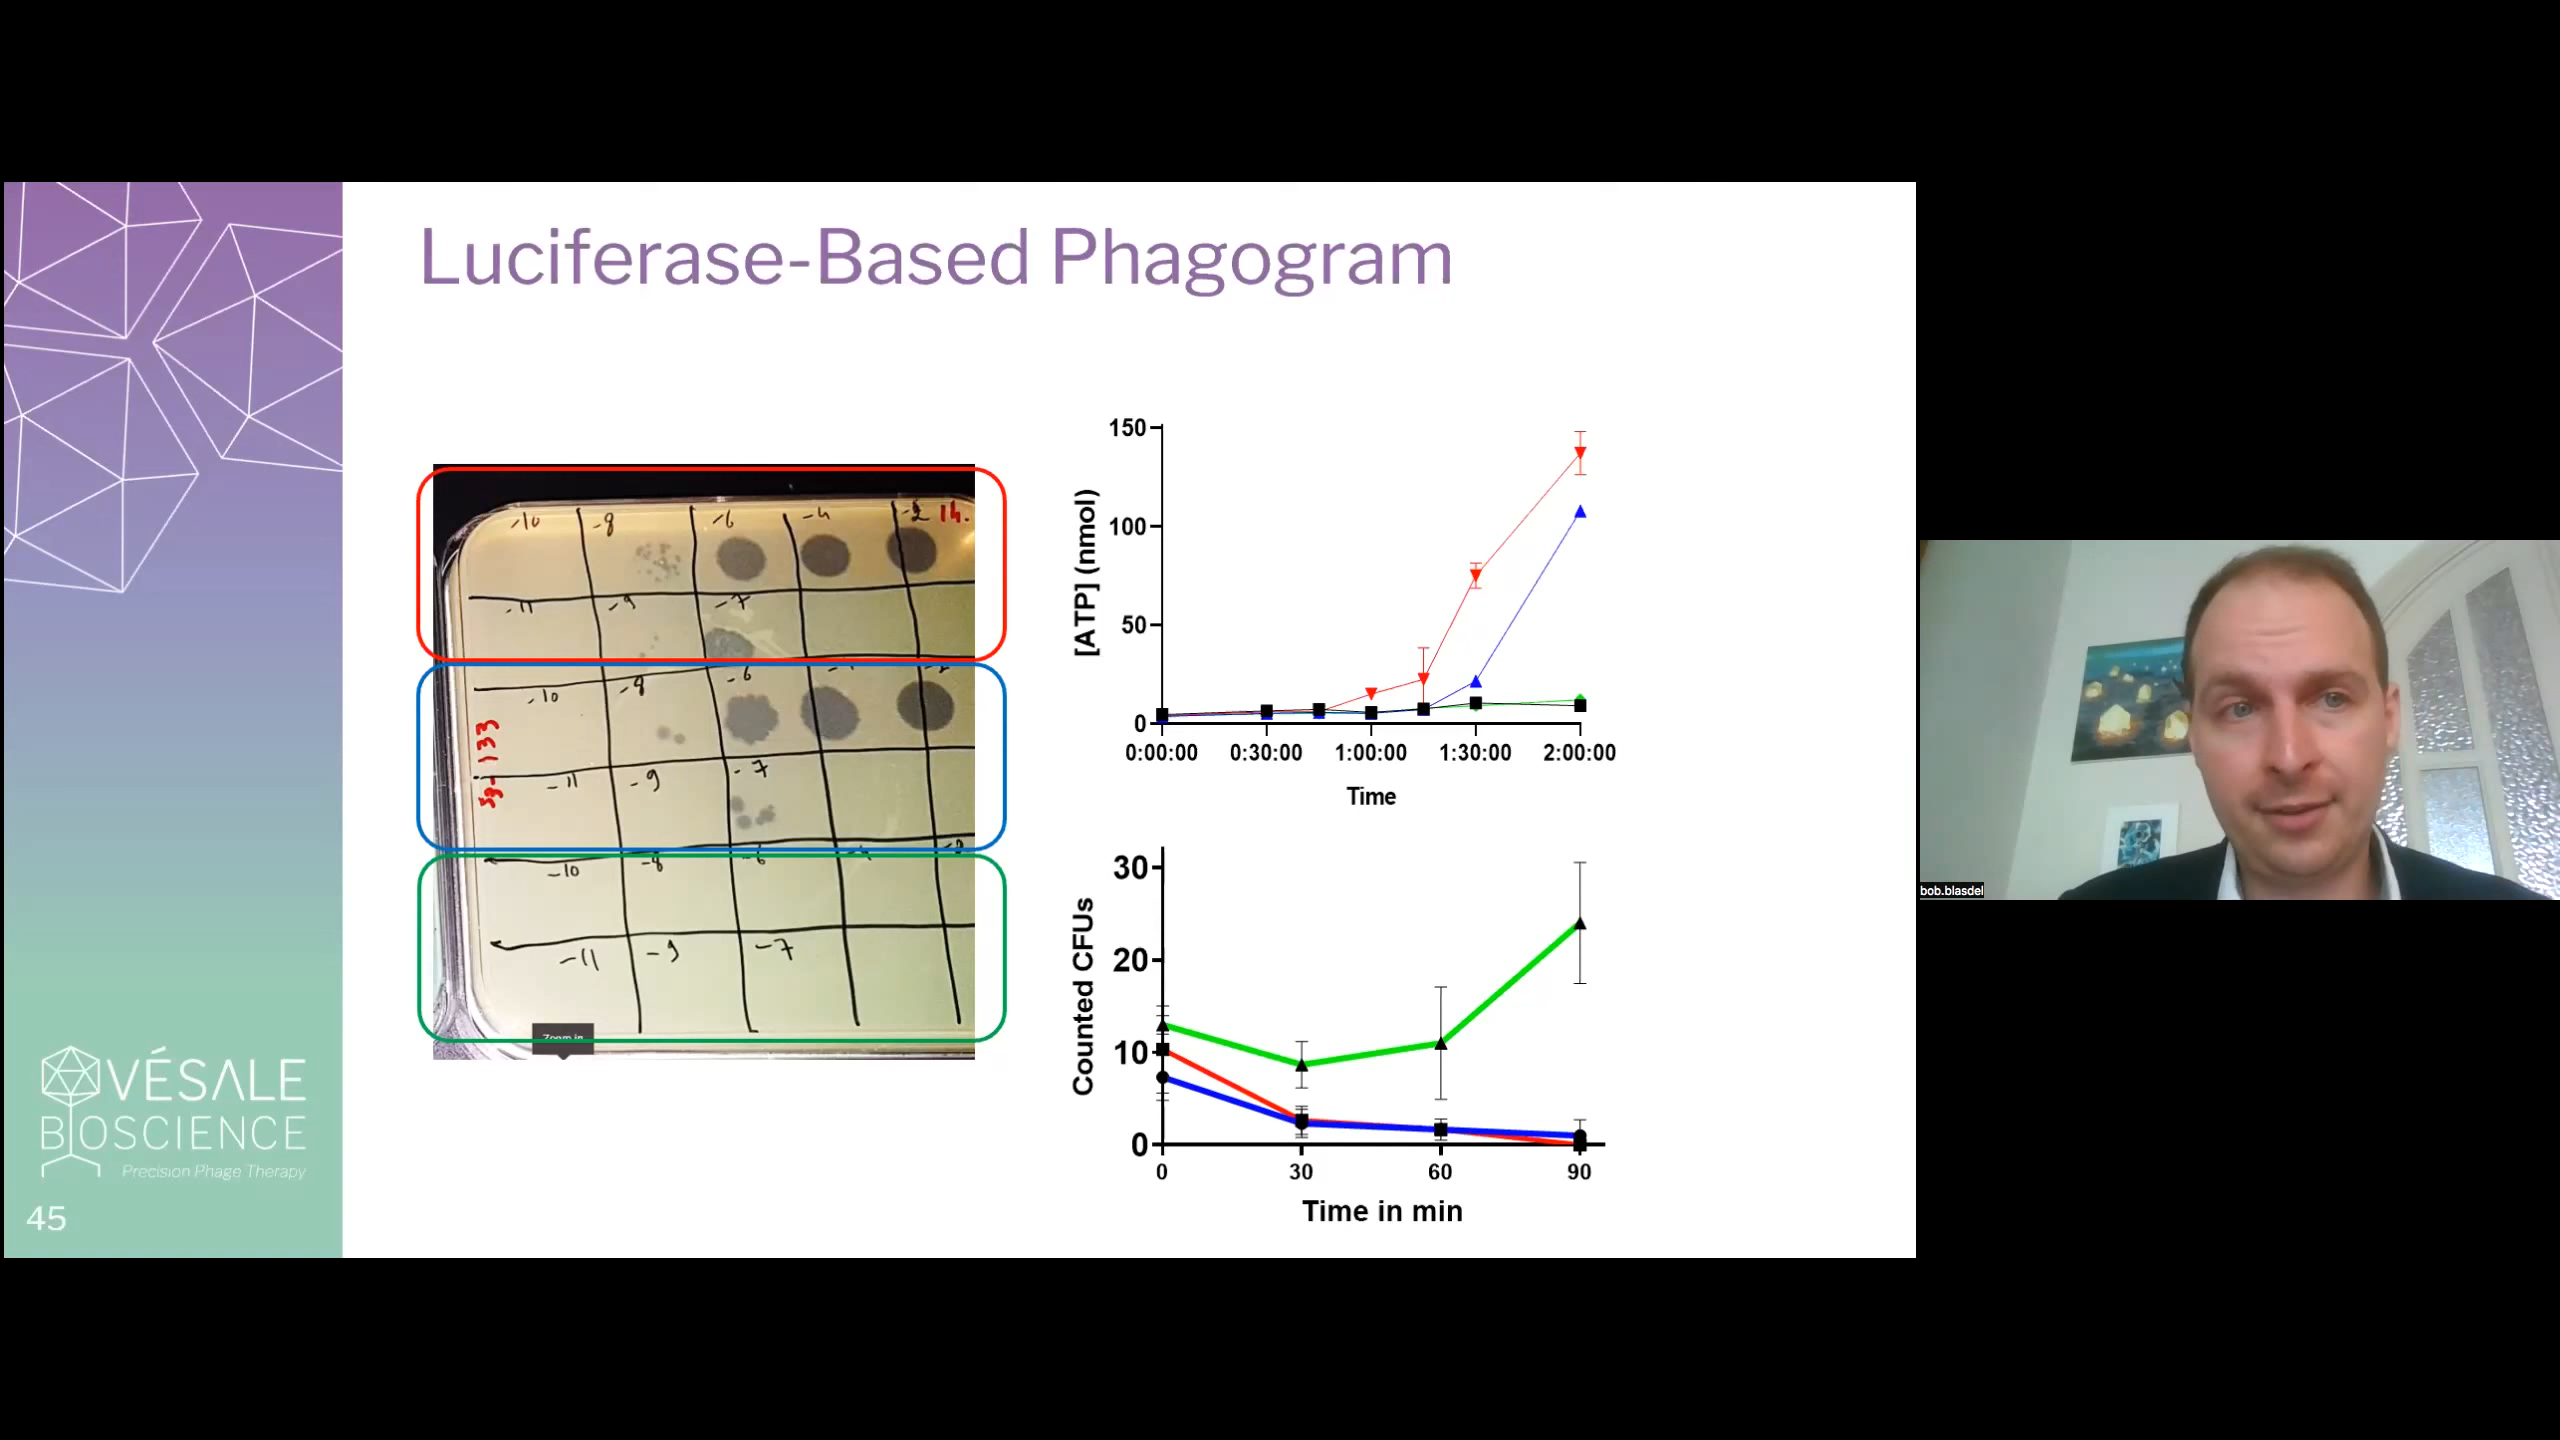 Luciferase-Based Phagogram
-10 -8 -6 -4 -2 1h.
-11 -9 -7
-10 -8 -6
-11 -9 -7
-10 -8 -6
-11 -9 -7
Zoom in
150
100
50
0
[ATP] (nmol)
0:00:00 0:30:00 1:00:00 1:30:00 2:00:00
Time
30
20
10
0
Counted CFUs
0 30 60 90
Time in min
VÉSALE
BIOSCIENCE
Precision Phage Therapy
45
bob.blasdel